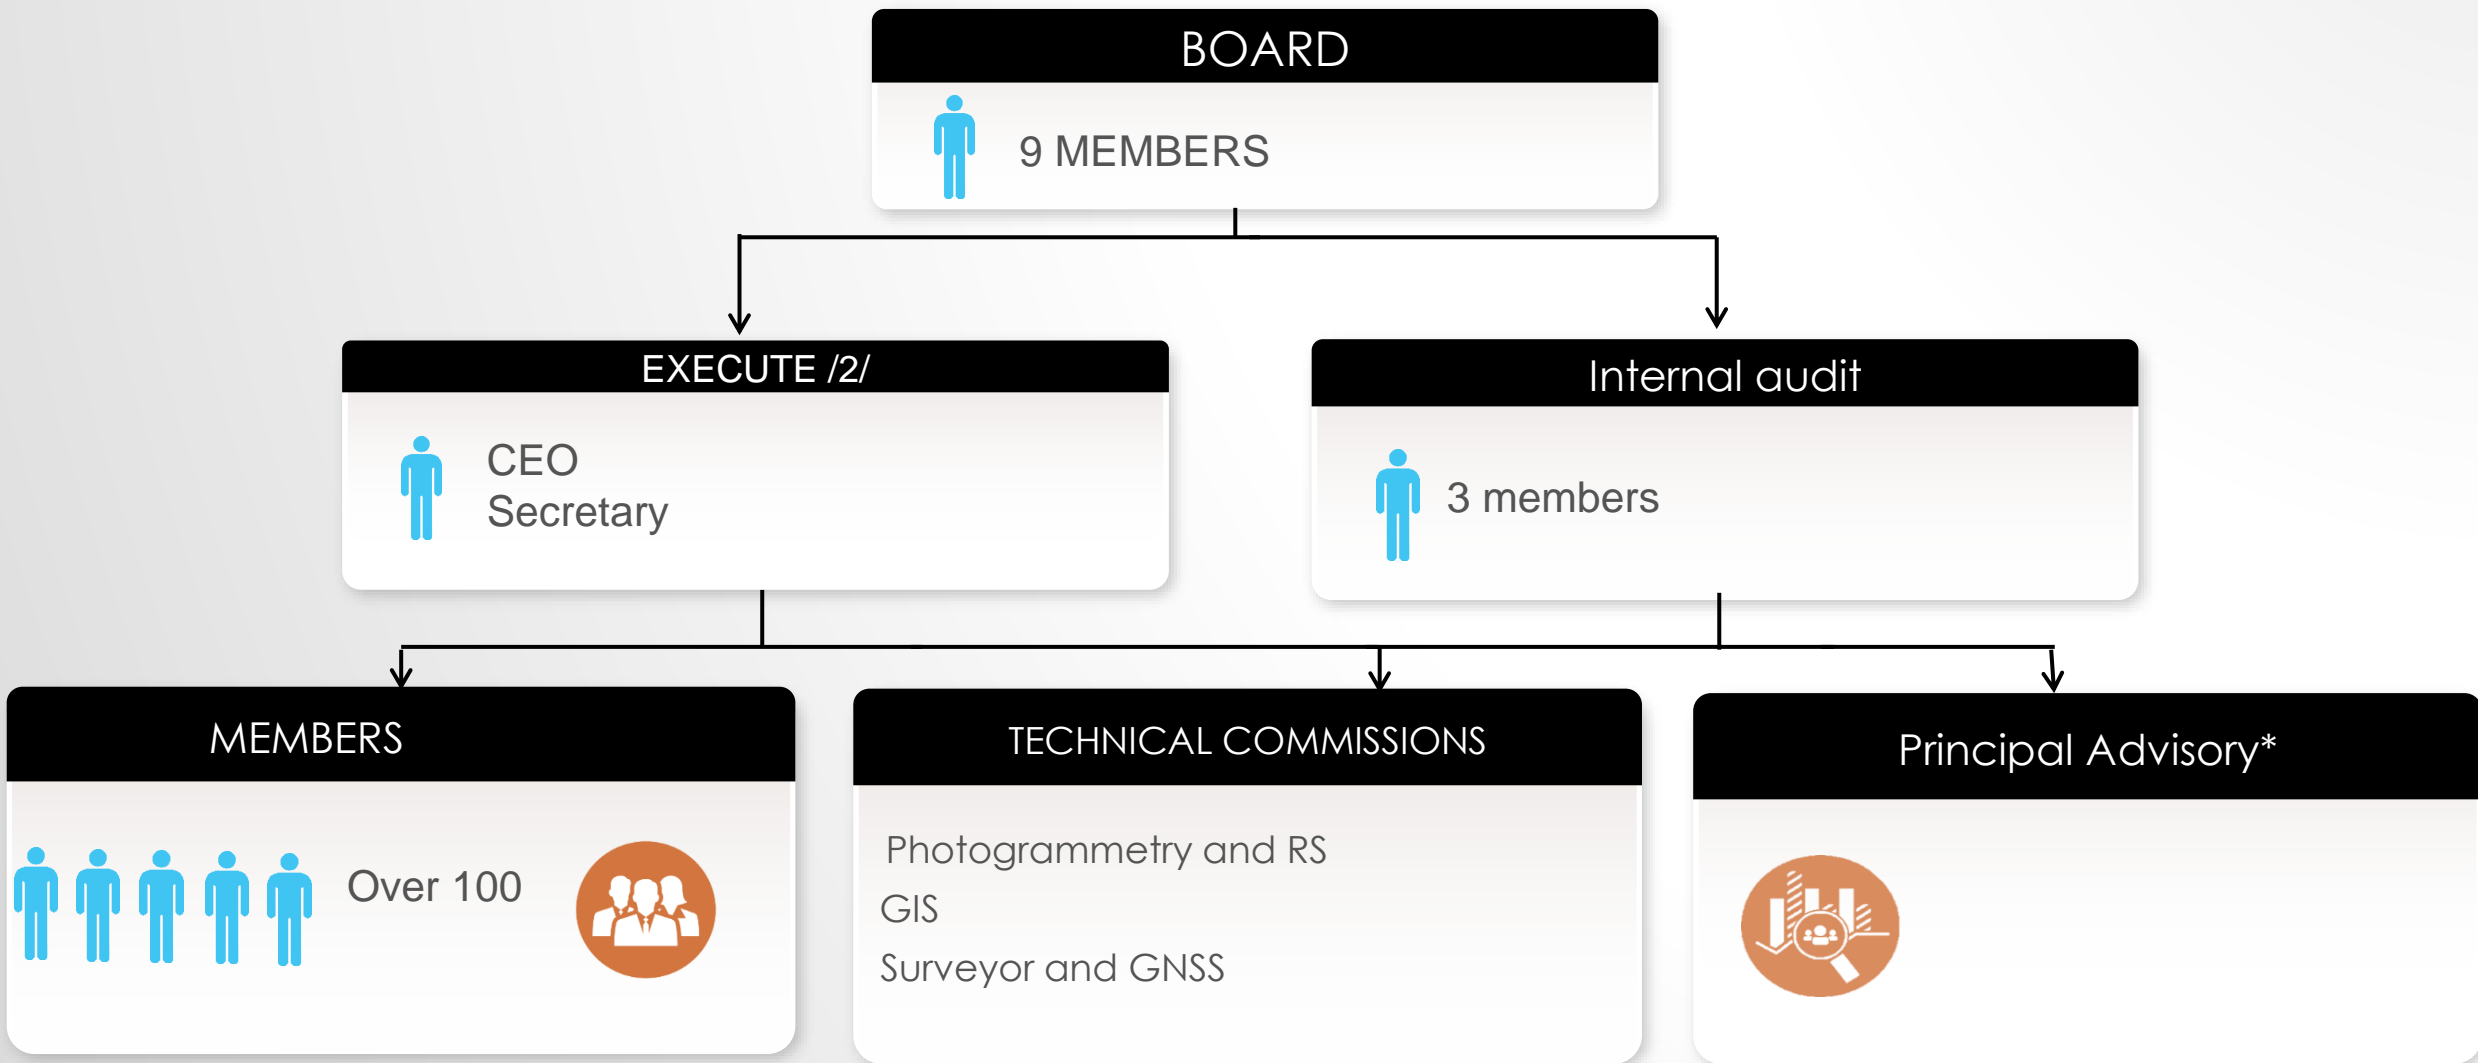 BOARD
9 MEMBERS
EXECUTE /2/
CEO
Secretary
Internal audit
3 members
MEMBERS
Over 100
TECHNICAL COMMISSIONS
Photogrammetry and RS
GIS
Surveyor and GNSS
Principal Advisory*